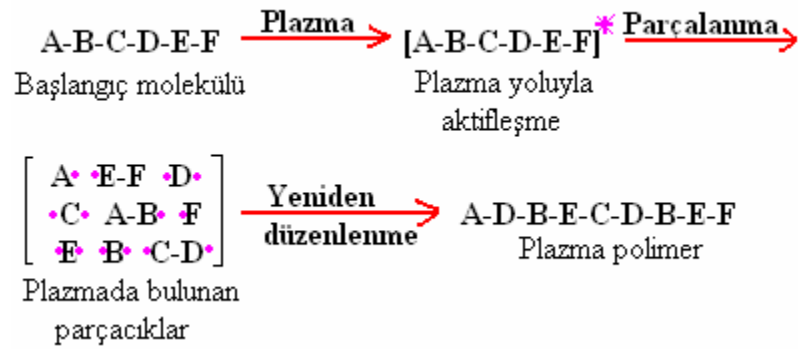 A-B-C-D-E-F Plazma [A-B-C-D-E-F]* Parçalanma
Başlangıç molekülü
Plazma yoluyla
aktifleşme
A• •E-F •D•
•C• A-B• •F
•E• •B• •C-D•
Yeniden
düzenlenme
A-D-B-E-C-D-B-E-F
Plazma polimer
Plazmada bulunan
parçacıklar